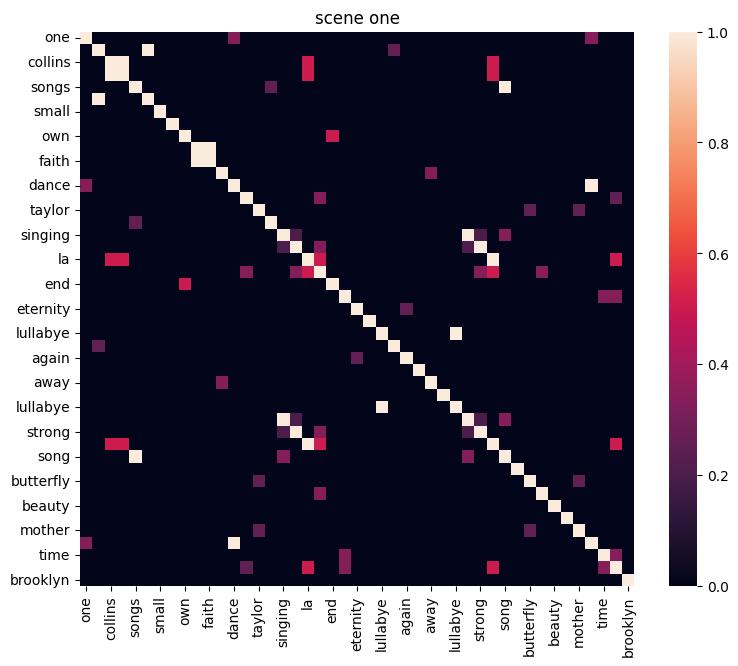 scene one
one
collins
songs
small
own
faith
dance
taylor
singing
la
end
eternity
lullabye
again
away
lullabye
strong
song
butterfly
beauty
mother
time
brooklyn
1.0
0.8
0.6
0.4
0.2
0.0
one
collins
songs
small
own
faith
dance
taylor
singing
la
end
eternity
lullabye
again
away
lullabye
strong
song
butterfly
beauty
mother
time
brooklyn